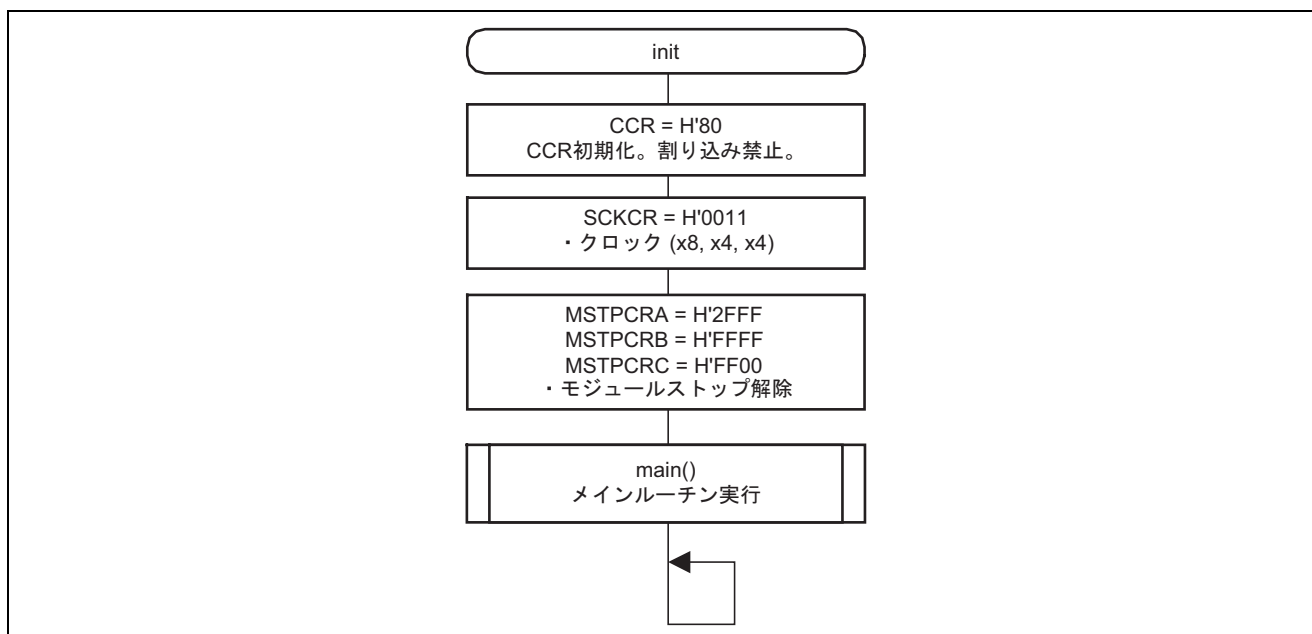 init
CCR = H'80
CCR初期化。割り込み禁止。
SCKCR = H'0011
・クロック (x8, x4, x4)
MSTPCRA = H'2FFF
MSTPCRB = H'FFFF
MSTPCRC = H'FF00
・モジュールストップ解除
main()
メインルーチン実行